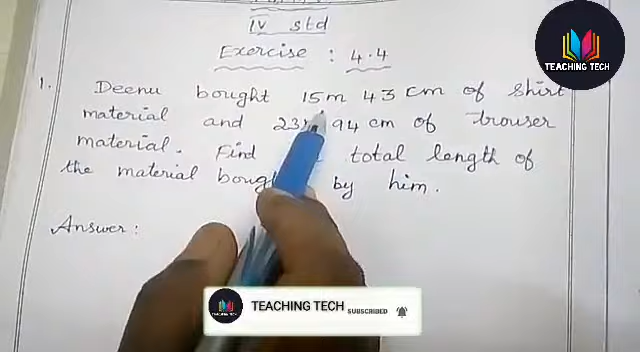 IV std
Exercise : 4.4
1. Deenu bought 15m 43 cm of shirt
material and 23 94 cm of trouser
material. Find total length of
the material bought by him.
Answer:
TEACHING TECH
TEACHING TECH SUBSCRIBED